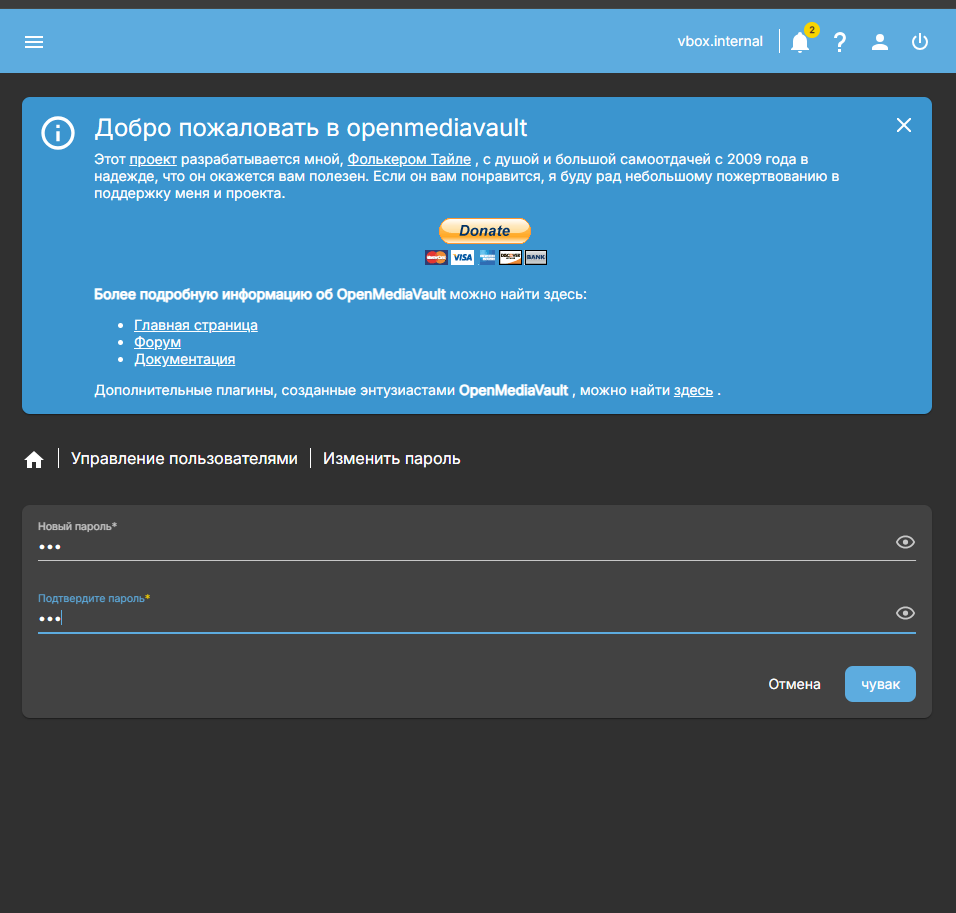 vbox.internal
2
Добро пожаловать в openmediavault
Этот проект разрабатывается мной, Фолькером Тайле , с душой и большой самоотдачей с 2009 года в
надежде, что он окажется вам полезен. Если он вам понравится, я буду рад небольшому пожертвованию в
поддержку меня и проекта.
Donate
VISA
BANK
Более подробную информацию об OpenMediaVault можно найти здесь:
Главная страница
Форум
Документация
Дополнительные плагины, созданные энтузиастами OpenMediaVault , можно найти здесь .
Управление пользователями
Изменить пароль
Новый пароль*
Подтвердите пароль*
Отмена
чувак